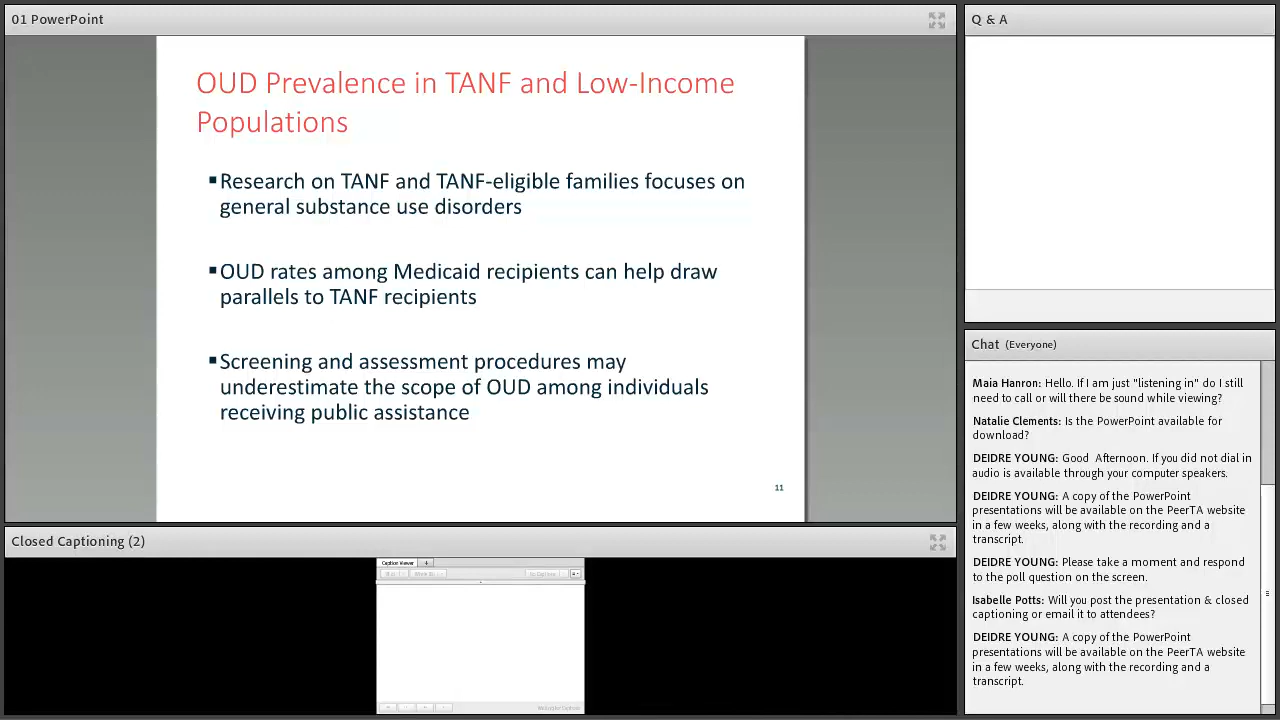 01 PowerPoint
OUD Prevalence in TANF and Low-Income
Populations
▪Research on TANF and TANF-eligible families focuses on
general substance use disorders
▪OUD rates among Medicaid recipients can help draw
parallels to TANF recipients
▪Screening and assessment procedures may
underestimate the scope of OUD among individuals
receiving public assistance
11
Closed Captioning (2)
Caption Viewer
Q & A
Chat (Everyone)
Maia Hanron: Hello. If I am just "listening in" do I still
need to call or will there be sound while viewing?
Natalie Clements: Is the PowerPoint available for
download?
DEIDRE YOUNG: Good  Afternoon. If you did not dial in
audio is available through your computer speakers.
DEIDRE YOUNG: A copy of the PowerPoint
presentations will be available on the PeerTA website
in a few weeks, along with the recording and a
transcript.
DEIDRE YOUNG: Please take a moment and respond
to the poll question on the screen.
Isabelle Potts: Will you post the presentation & closed
captioning or email it to attendees?
DEIDRE YOUNG: A copy of the PowerPoint
presentations will be available on the PeerTA website
in a few weeks, along with the recording and a
transcript.